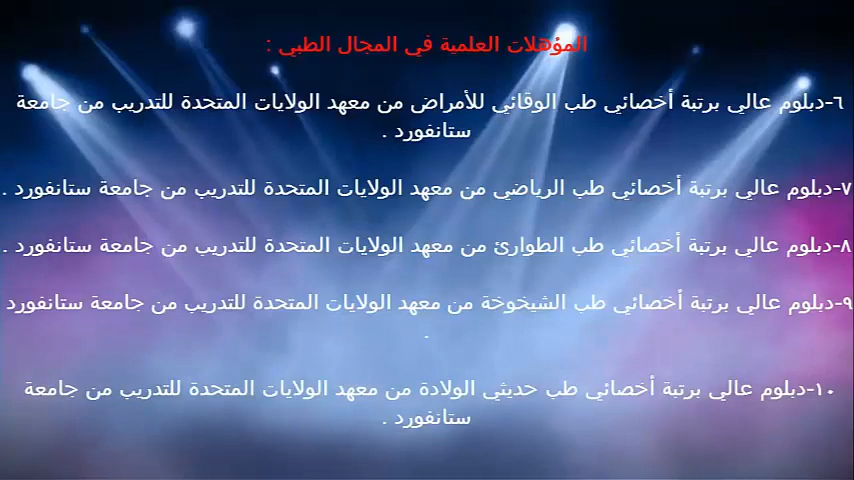 المؤهلات العلمية في المجال الطبي :
٦-دبلوم عالي برتبة أخصائي طب الوقائي للأمراض من معهد الولايات المتحدة للتدريب من جامعة
ستانفورد .
٧-دبلوم عالي برتبة أخصائي طب الرياضي من معهد الولايات المتحدة للتدريب من جامعة ستانفورد .
٨-دبلوم عالي برتبة أخصائي طب الطوارئ من معهد الولايات المتحدة للتدريب من جامعة ستانفورد .
٩-دبلوم عالي برتبة أخصائي طب الشيخوخة من معهد الولايات المتحدة للتدريب من جامعة ستانفورد
.
١٠-دبلوم عالي برتبة أخصائي طب حديثي الولادة من معهد الولايات المتحدة للتدريب من جامعة
ستانفورد .